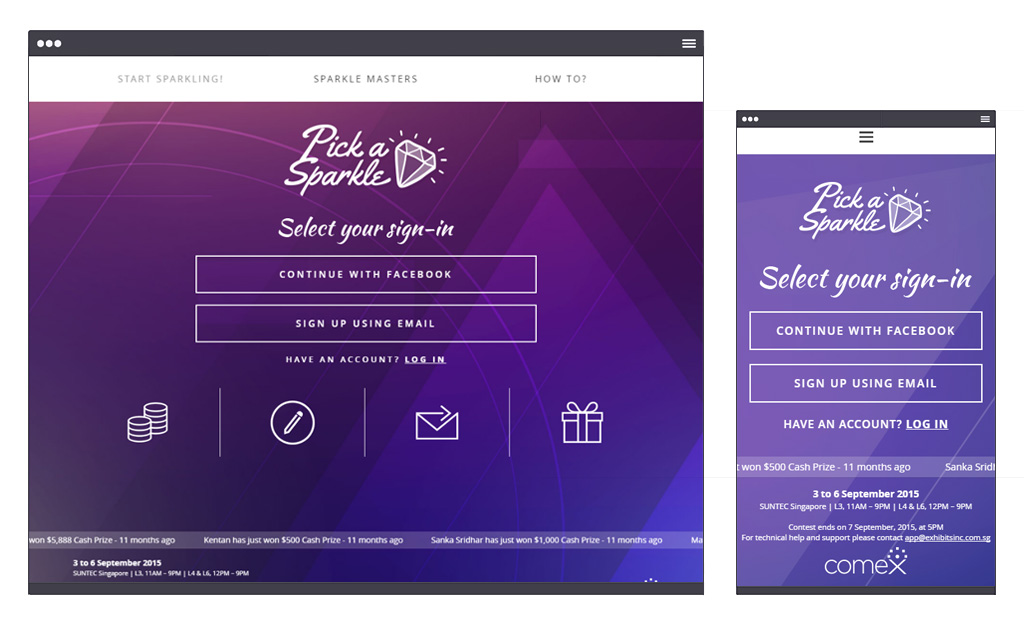 START SPARKLING!
SPARKLE MASTERS
HOW TO?
Pick a
Sparkle
Select your sign-in
CONTINUE WITH FACEBOOK
SIGN UP USING EMAIL
HAVE AN ACCOUNT? LOG IN
won $5,888 Cash Prize - 11 months ago Kentan has just won $500 Cash Prize - 11 months ago Sanka Sridhar has just won $1,000 Cash Prize - 11 months ago Ma
3 to 6 September 2015
SUNTEC Singapore | L3, 11AM – 9PM | L4 & L6, 12PM – 9PM
Pick a
Sparkle
Select your sign-in
CONTINUE WITH FACEBOOK
SIGN UP USING EMAIL
HAVE AN ACCOUNT? LOG IN
t won $500 Cash Prize - 11 months ago Sanka Sridh
3 to 6 September 2015
SUNTEC Singapore | L3, 11AM – 9PM | L4 & L6, 12PM – 9PM
Contest ends on 7 September, 2015, at 5PM
For technical help and support please contact app@exhibitsinc.com.sg
comex